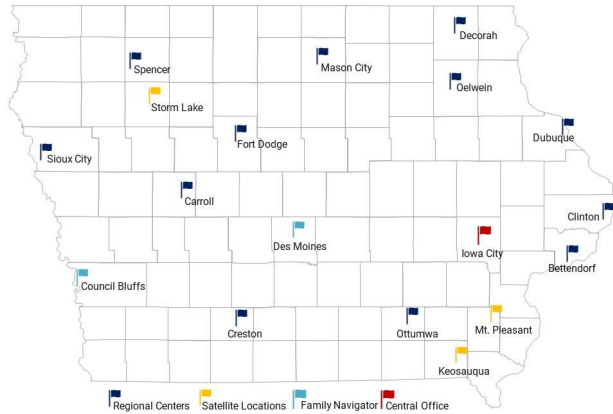 Decorah
Spencer
Mason City
Oelwein
Storm Lake
Dubuque
Fort Dodge
Sioux City
Carroll
Clinton
Des Moines
Iowa City
Bettendorf
Council Bluffs
Creston
Ottumwa
Mt. Pleasant
Keosauqua
Regional Centers
Satellite Locations
Family Navigator
Central Office